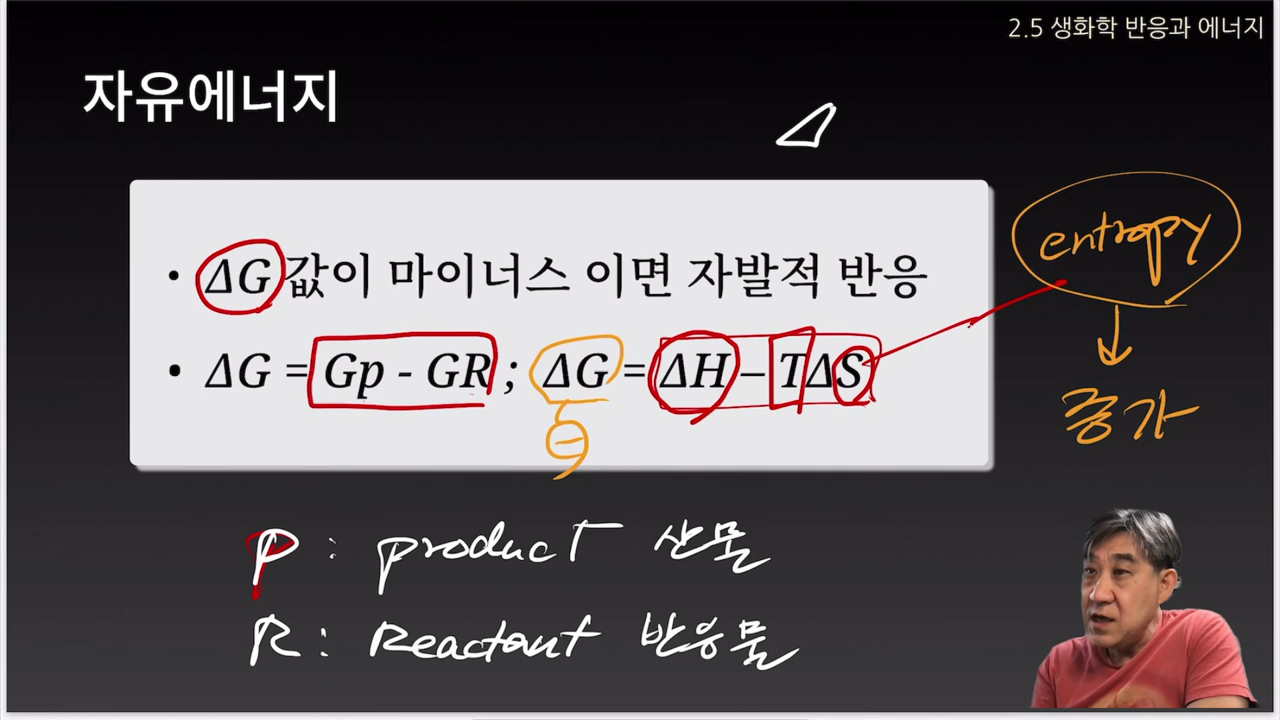 2.5 생화학 반응과 에너지
자유에너지
entropy
• ΔG 값이 마이너스 이면 자발적 반응
• ΔG = Gp - GR ; ΔG = ΔH – TΔS
↓
증가
⊖
P : product 산물
R : Reactant 반응물